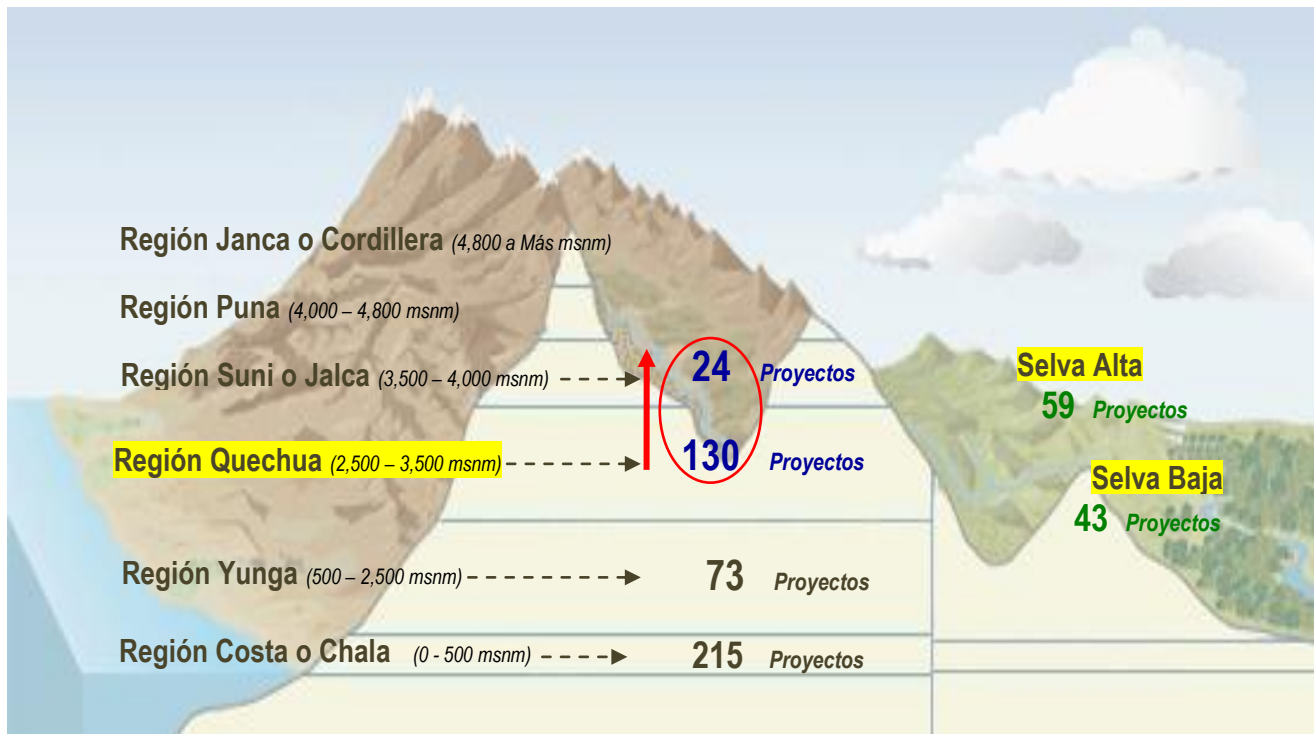 Región Janca o Cordillera (4,800 a Más msnm)
Región Puna (4,000 – 4,800 msnm)
Región Suni o Jalca (3,500 – 4,000 msnm) 24 Proyectos
Selva Alta
59 Proyectos
Región Quechua (2,500 – 3,500 msnm) 130 Proyectos
Selva Baja
43 Proyectos
Región Yunga (500 – 2,500 msnm) 73 Proyectos
Región Costa o Chala (0 - 500 msnm) 215 Proyectos